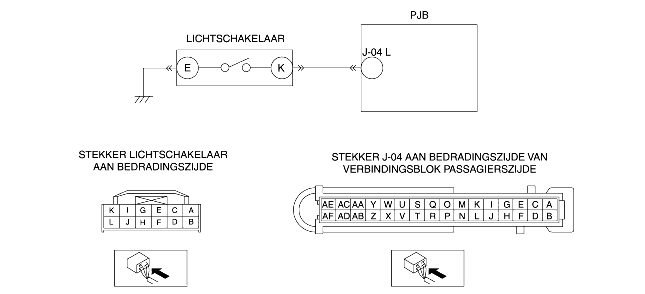 PJB
LICHTSCHAKELAAR
J-04 L
E K
STEKKER LICHTSCHAKELAAR
AAN BEDRADINGSZIJDE
K I G E C A
L J H F D B
STEKKER J-04 AAN BEDRADINGSZIJDE VAN
VERBINDINGSBLOK PASSAGIERSZIJDE
AE AC AA Y W U S Q O M K I G E C A
AF AD AB Z X V T R P N L J H F D B